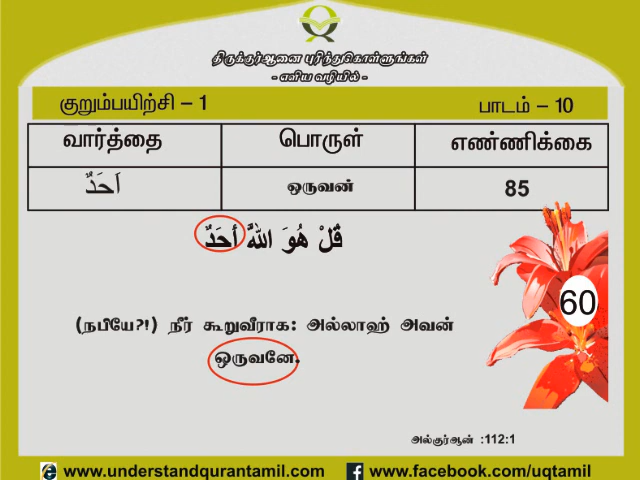 திருக்குர்ஆனை புரிந்துகொள்ளுங்கள்
- எளிய வழியில் -
குறும்பயிற்சி – 1 பாடம் – 10
வார்த்தை பொருள் எண்ணிக்கை
أَحَدٌ ஒருவன் 85
قُلْ هُوَ اللَّهُ أَحَدٌ
60
(நபியே?!) நீர் கூறுவீராக: அல்லாஹ் அவன்
ஒருவனே.
அல்குர்ஆன் :112:1
www.understandqurantamil.com www.facebook.com/uqtamil